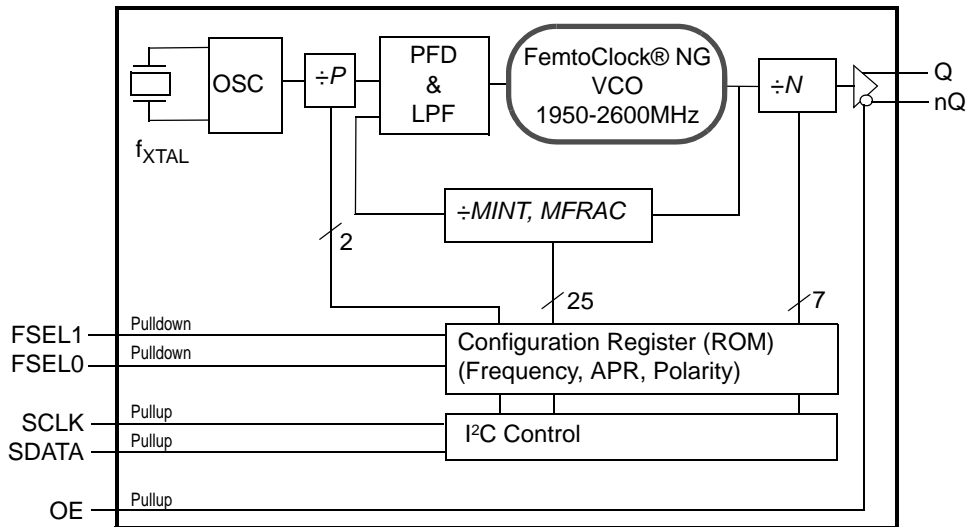 OSC
÷P
PFD
&
LPF
FemtoClock® NG
VCO
1950-2600MHz
÷N
Q
nQ
fXTAL
÷MINT, MFRAC
2
25
7
FSEL1
Pulldown
FSEL0
Pulldown
Configuration Register (ROM)
(Frequency, APR, Polarity)
SCLK
Pullup
SDATA
Pullup
I²C Control
OE
Pullup